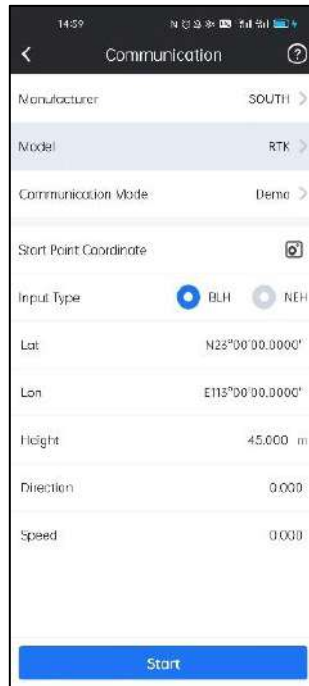 14:59
Communication
Manufacturer SOUTH
Model RTK
Communication Mode Demo
Start Point Coordinate
Input Type BLH NEH
Lat N23°00'00.0000"
Lon E113°00'00.0000"
Height 45.000 m
Direction 0.000
Speed 0.000
Start